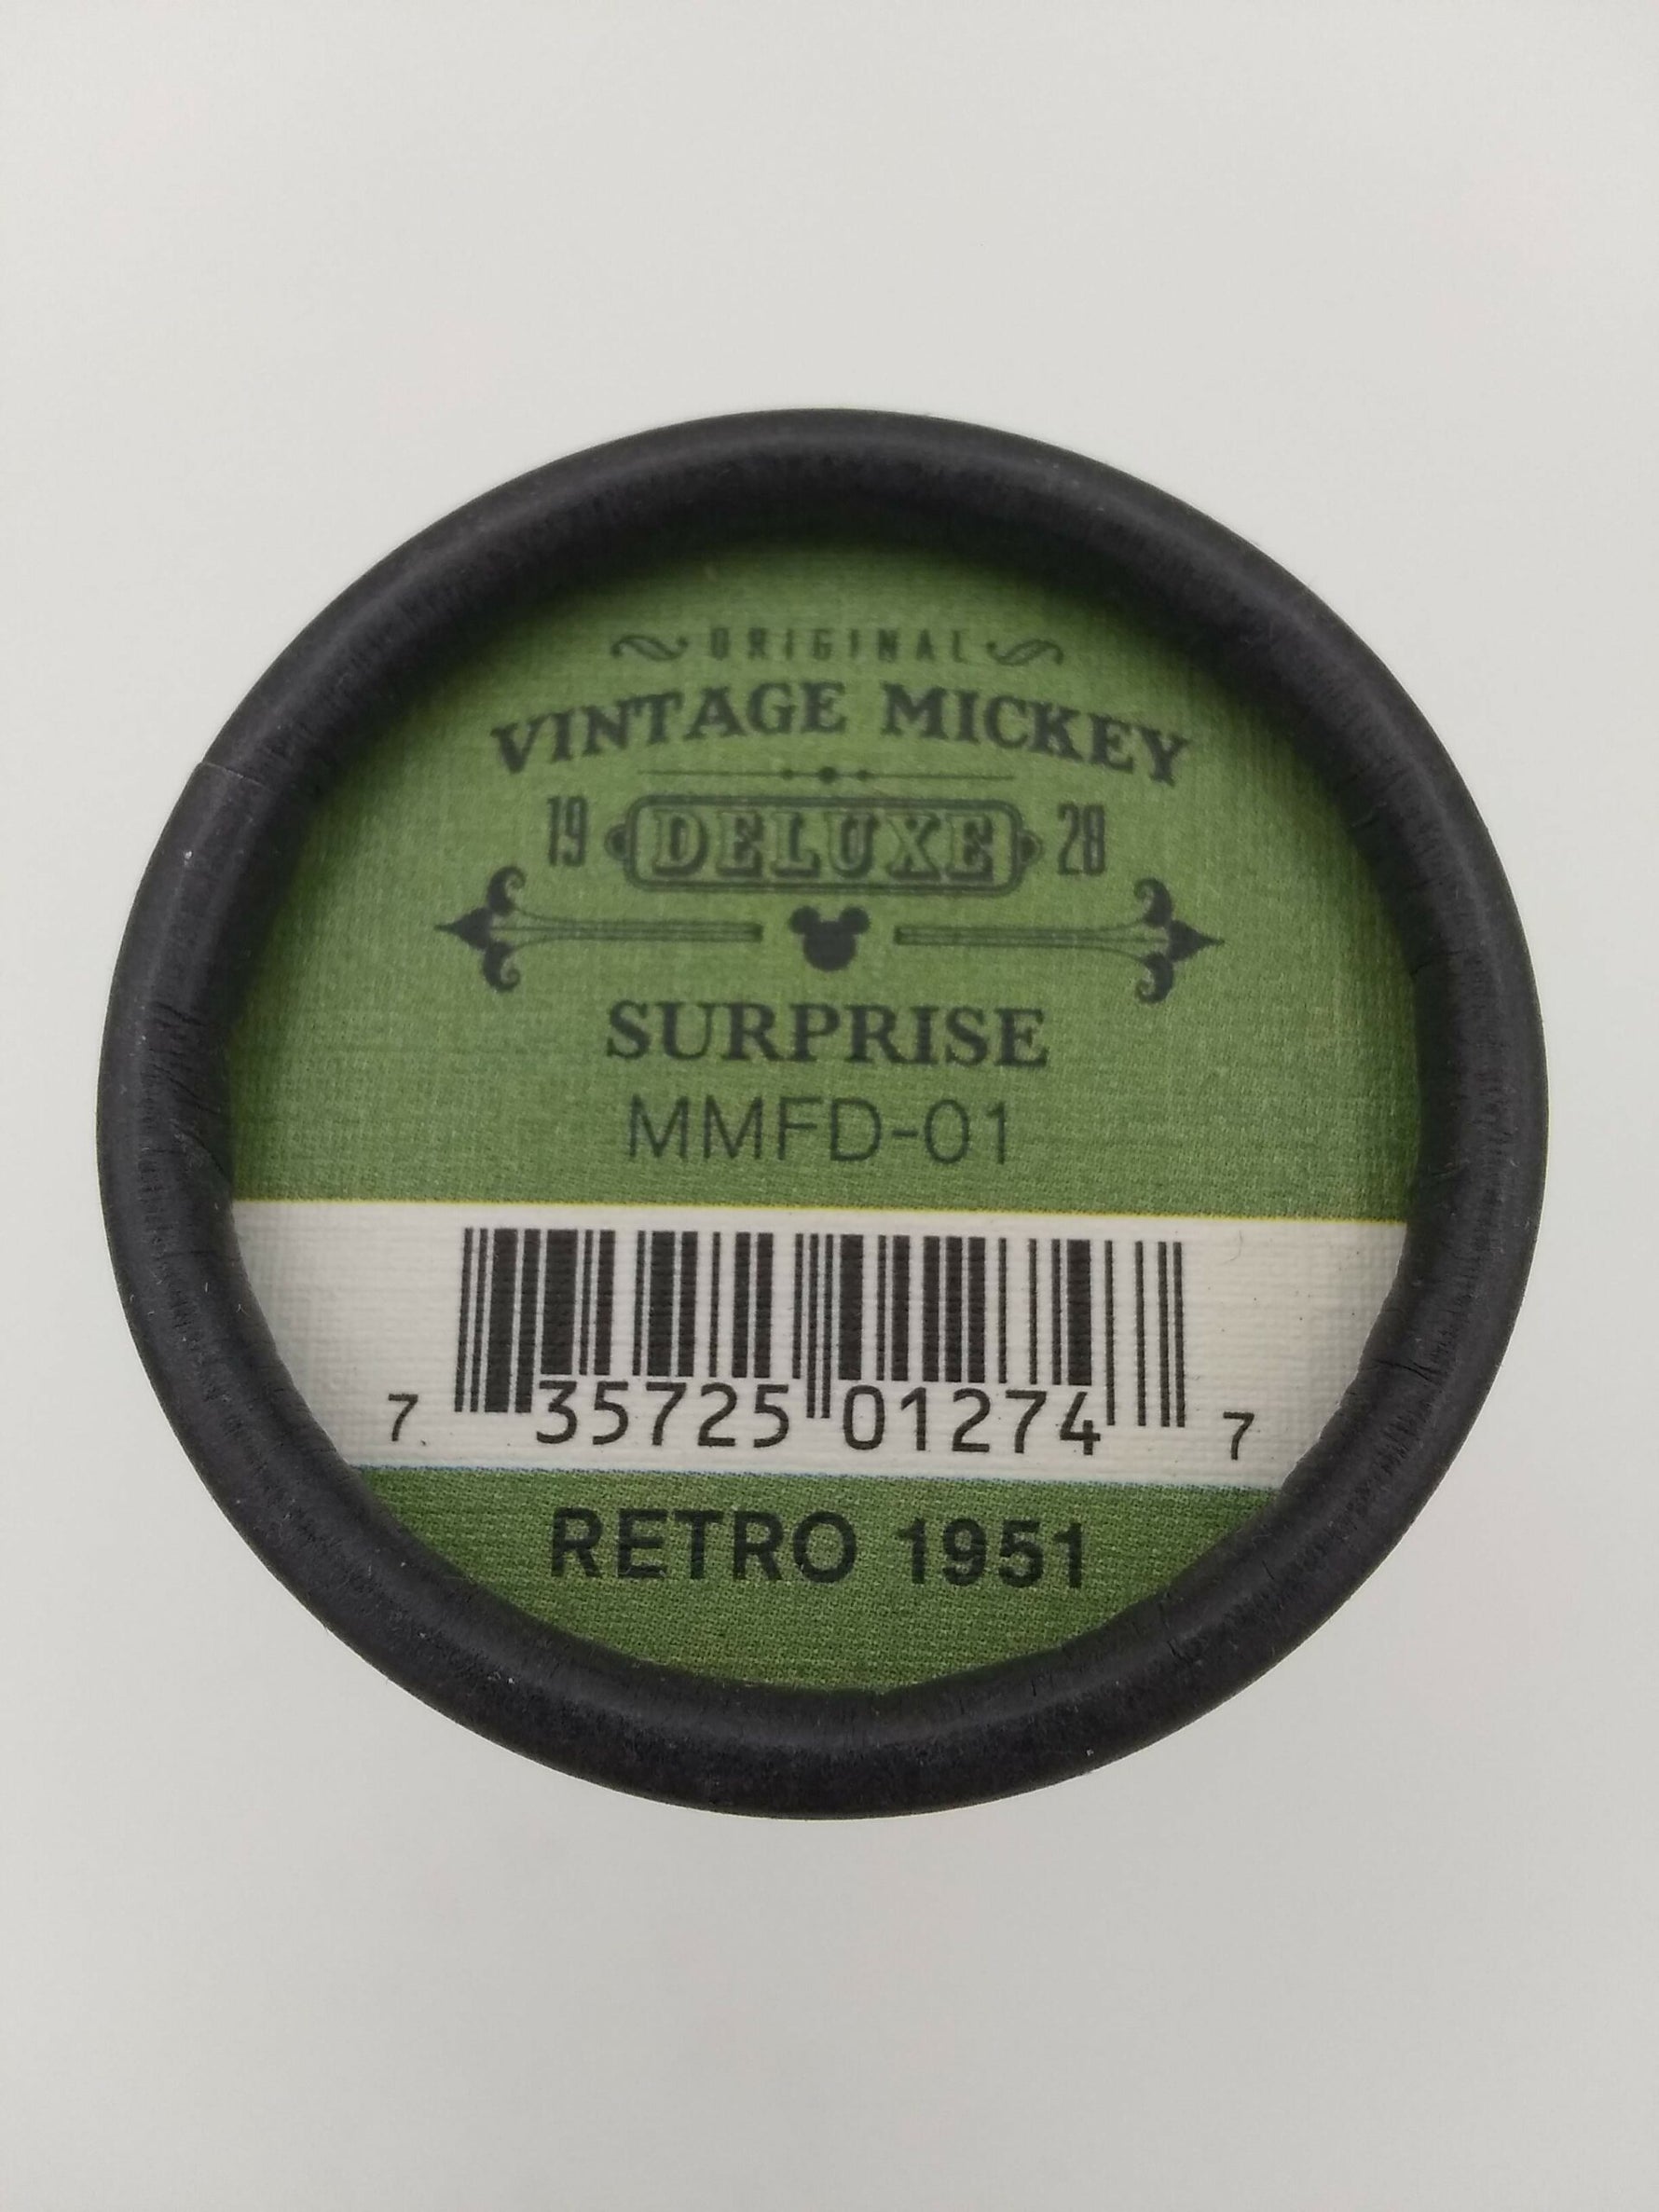 ORIGINAL
VINTAGE MICKEY
19 DELUXE 28
SURPRISE
MMFD-01
7 35725 01274 7
RETRO 1951